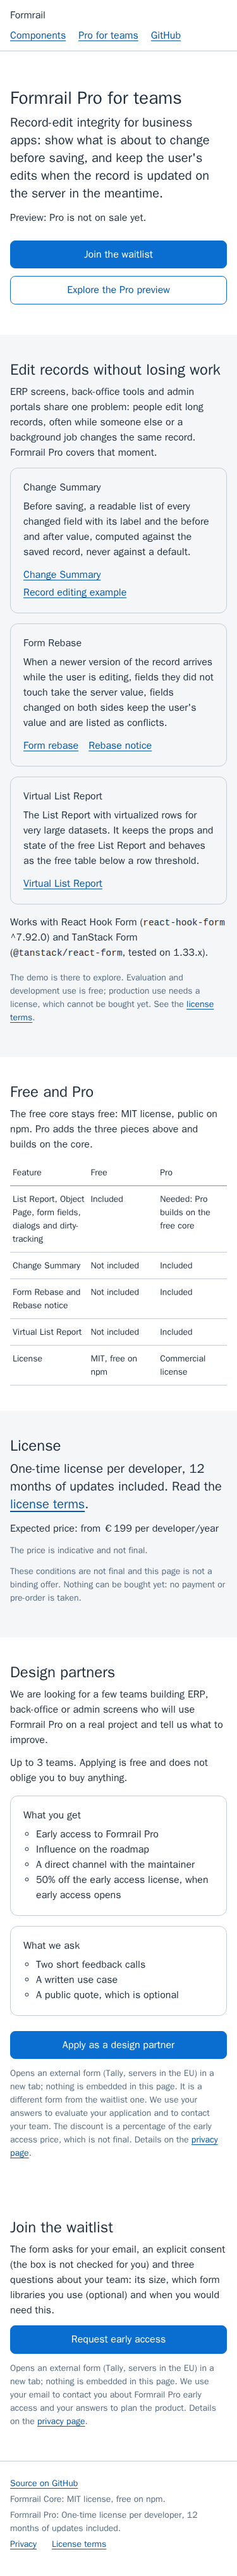 Formrail
Components Pro for teams GitHub
Formrail Pro for teams
Record-edit integrity for business
apps: show what is about to change
before saving, and keep the user's
edits when the record is updated on
the server in the meantime.
Preview: Pro is not on sale yet.
Join the waitlist
Explore the Pro preview
Edit records without losing work
ERP screens, back-office tools and admin
portals share one problem: people edit long
records, often while someone else or a
background job changes the same record.
Formrail Pro covers that moment.
Change Summary
Before saving, a readable list of every
changed field with its label and the before
and after value, computed against the
saved record, never against a default.
Change Summary
Record editing example
Form Rebase
When a newer version of the record arrives
while the user is editing, fields they did not
touch take the server value, fields
changed on both sides keep the user's
value and are listed as conflicts.
Form rebase Rebase notice
Virtual List Report
The List Report with virtualized rows for
very large datasets. It keeps the props and
state of the free List Report and behaves
as the free table below a row threshold.
Virtual List Report
Works with React Hook Form (react-hook-form
^7.92.0) and TanStack Form
(@tanstack/react-form, tested on 1.33.x).
The demo is there to explore. Evaluation and
development use is free; production use needs a
license, which cannot be bought yet. See the license
terms.
Free and Pro
The free core stays free: MIT license, public on
npm. Pro adds the three pieces above and
builds on the core.
Feature Free Pro
List Report, Object Included Needed: Pro
Page, form fields, builds on the
dialogs and dirty- free core
tracking
Change Summary Not included Included
Form Rebase and Not included Included
Rebase notice
Virtual List Report Not included Included
License MIT, free on Commercial
npm license
License
One-time license per developer, 12
months of updates included. Read the
license terms.
Expected price: from €199 per developer/year
The price is indicative and not final.
These conditions are not final and this page is not a
binding offer. Nothing can be bought yet: no payment or
pre-order is taken.
Design partners
We are looking for a few teams building ERP,
back-office or admin screens who will use
Formrail Pro on a real project and tell us what to
improve.
Up to 3 teams. Applying is free and does not
oblige you to buy anything.
What you get
Early access to Formrail Pro
Influence on the roadmap
A direct channel with the maintainer
50% off the early access license, when
early access opens
What we ask
Two short feedback calls
A written use case
A public quote, which is optional
Apply as a design partner
Opens an external form (Tally, servers in the EU) in a
new tab; nothing is embedded in this page. It is a
different form from the waitlist one. We use your
answers to evaluate your application and to contact
your team. The discount is a percentage of the early
access price, which is not final. Details on the privacy
page.
Join the waitlist
The form asks for your email, an explicit consent
(the box is not checked for you) and three
questions about your team: its size, which form
libraries you use (optional) and when you would
need this.
Request early access
Opens an external form (Tally, servers in the EU) in a
new tab; nothing is embedded in this page. We use
your email to contact you about Formrail Pro early
access and your answers to plan the product. Details
on the privacy page.
Source on GitHub
Formrail Core: MIT license, free on npm.
Formrail Pro: One-time license per developer, 12
months of updates included.
Privacy License terms